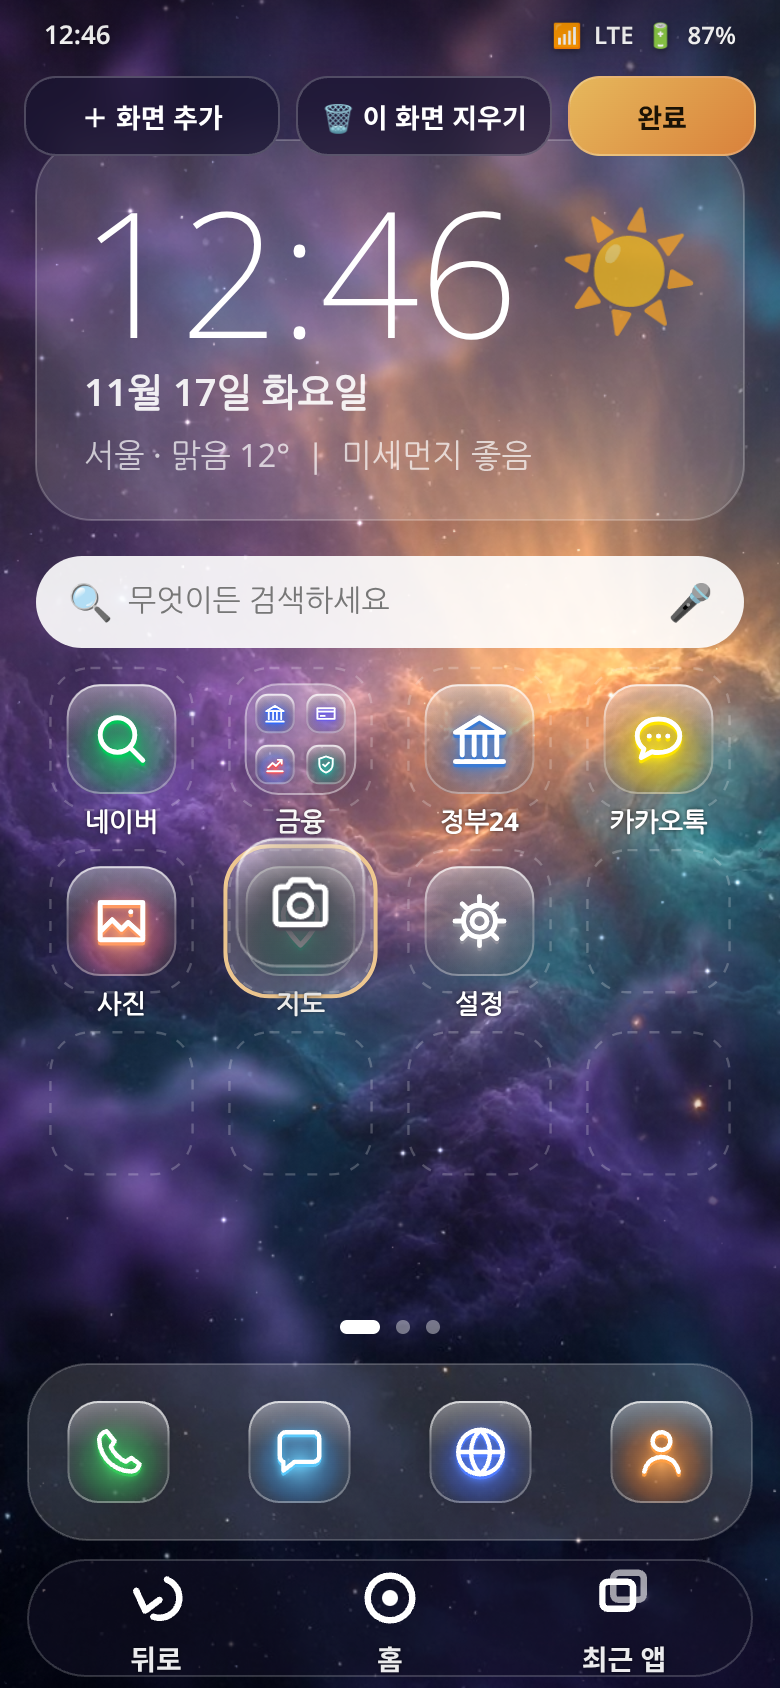 12:46 LTE 87%
+ 화면 추가 이 화면 지우기 완료
12:46
11월 17일 화요일
서울 · 맑음 12° | 미세먼지 좋음
무엇이든 검색하세요
네이버 금융 정부24 카카오톡
사진 지도 설정
뒤로 홈 최근 앱